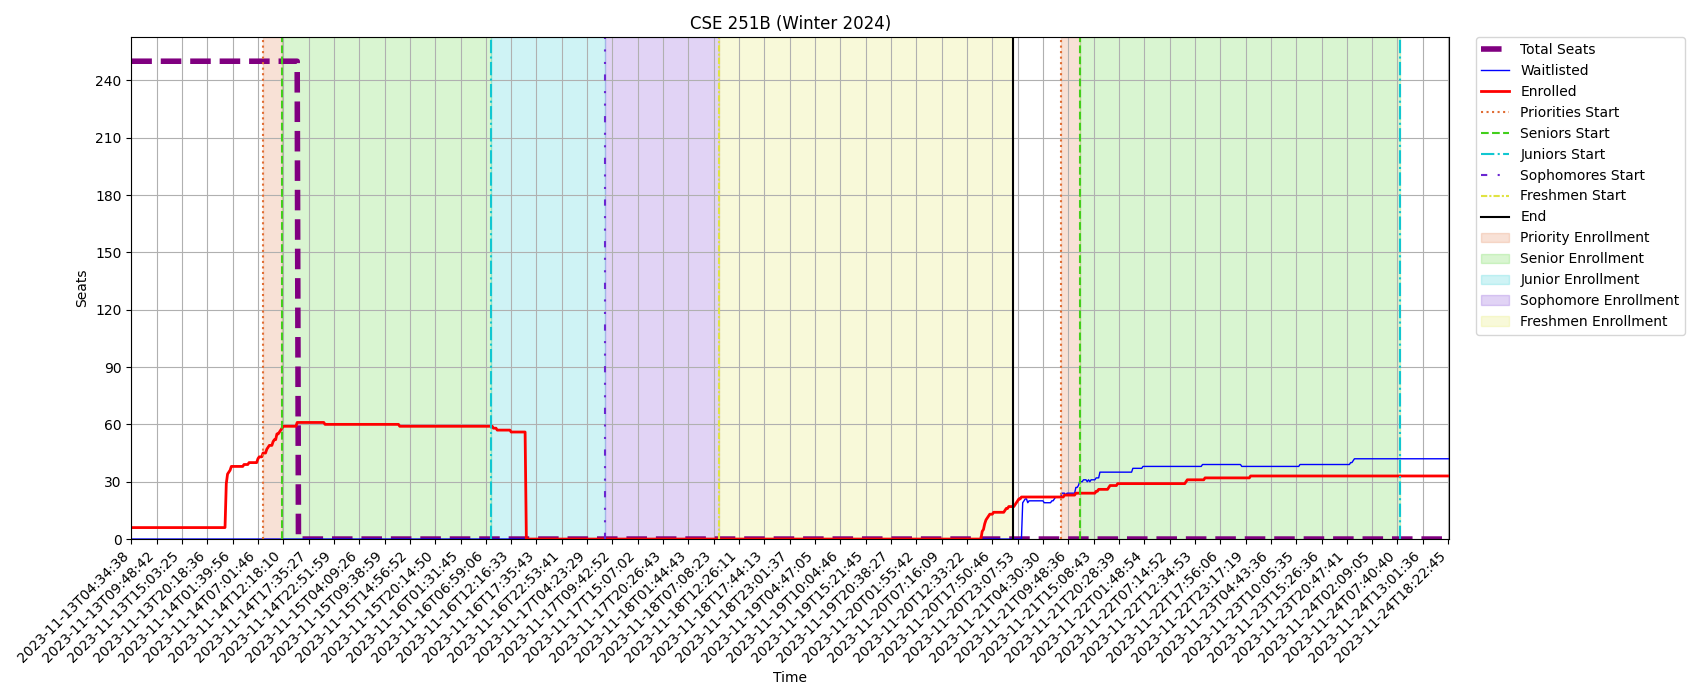 CSE 251B (Winter 2024)
Seats
240
210
180
150
120
90
60
30
0
Total Seats
Waitlisted
Enrolled
Priorities Start
Seniors Start
Juniors Start
Sophomores Start
Freshmen Start
End
Priority Enrollment
Senior Enrollment
Junior Enrollment
Sophomore Enrollment
Freshmen Enrollment
2023-11-13T04:34:38
2023-11-13T09:48:42
2023-11-13T15:03:25
2023-11-13T20:18:36
2023-11-14T01:39:56
2023-11-14T07:01:46
2023-11-14T12:18:10
2023-11-14T17:35:27
2023-11-14T22:51:59
2023-11-15T04:09:26
2023-11-15T09:38:59
2023-11-15T14:56:52
2023-11-15T20:14:50
2023-11-16T01:31:45
2023-11-16T06:59:06
2023-11-16T12:16:33
2023-11-16T17:35:43
2023-11-16T22:53:41
2023-11-17T04:23:29
2023-11-17T09:42:52
2023-11-17T15:07:02
2023-11-17T20:26:43
2023-11-18T01:44:43
2023-11-18T07:08:23
2023-11-18T12:26:11
2023-11-18T17:44:13
2023-11-18T23:01:37
2023-11-19T04:47:05
2023-11-19T10:04:46
2023-11-19T15:21:45
2023-11-19T20:38:27
2023-11-20T01:55:42
2023-11-20T07:16:09
2023-11-20T12:33:22
2023-11-20T17:50:46
2023-11-20T23:07:53
2023-11-21T04:30:30
2023-11-21T09:48:36
2023-11-21T15:08:43
2023-11-21T20:28:39
2023-11-22T01:48:54
2023-11-22T07:14:52
2023-11-22T12:34:53
2023-11-22T17:56:06
2023-11-22T23:17:19
2023-11-23T04:43:36
2023-11-23T10:05:35
2023-11-23T15:26:36
2023-11-23T20:47:41
2023-11-24T02:09:05
2023-11-24T07:40:40
2023-11-24T13:01:36
2023-11-24T18:22:45
Time